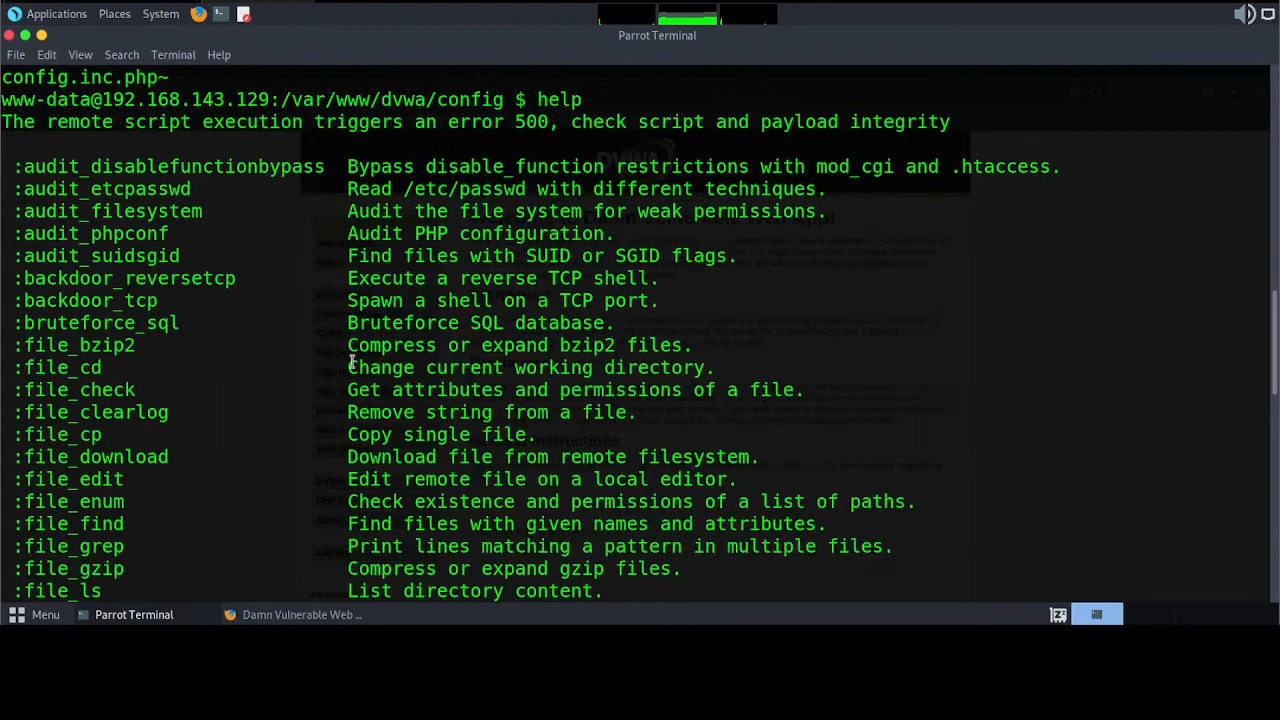 Applications Places System
Parrot Terminal
File Edit View Search Terminal Help
config.inc.php~
www-data@192.168.143.129:/var/www/dvwa/config $ help
The remote script execution triggers an error 500, check script and payload integrity
:audit_disablefunctionbypass Bypass disable_function restrictions with mod_cgi and .htaccess.
:audit_etcpasswd Read /etc/passwd with different techniques.
:audit_filesystem Audit the file system for weak permissions.
:audit_phpconf Audit PHP configuration.
:audit_suidsgid Find files with SUID or SGID flags.
:backdoor_reversetcp Execute a reverse TCP shell.
:backdoor_tcp Spawn a shell on a TCP port.
:bruteforce_sql Bruteforce SQL database.
:file_bzip2 Compress or expand bzip2 files.
:file_cd Change current working directory.
:file_check Get attributes and permissions of a file.
:file_clearlog Remove string from a file.
:file_cp Copy single file.
:file_download Download file from remote filesystem.
:file_edit Edit remote file on a local editor.
:file_enum Check existence and permissions of a list of paths.
:file_find Find files with given names and attributes.
:file_grep Print lines matching a pattern in multiple files.
:file_gzip Compress or expand gzip files.
:file_ls List directory content.
Menu Parrot Terminal Damn Vulnerable Web ...